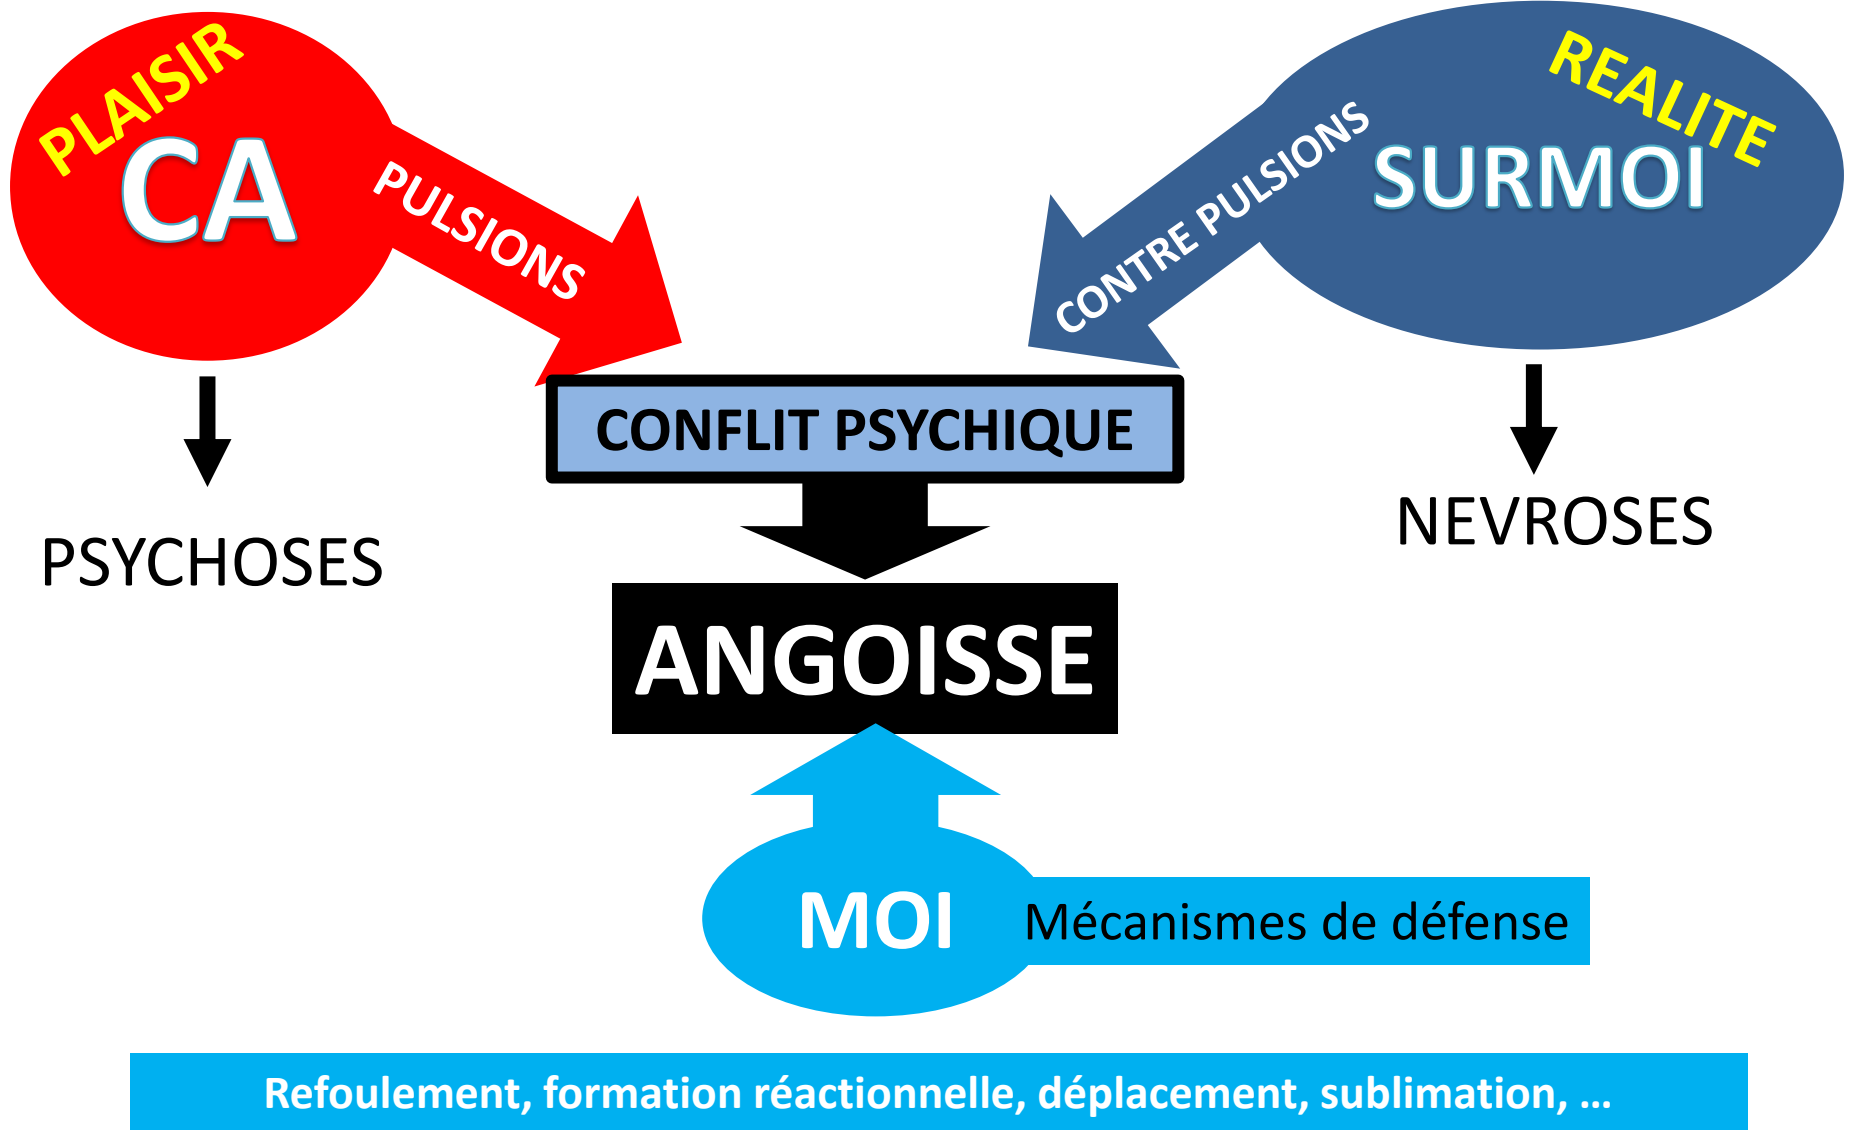 PLAISIR
CA
PULSIONS
REALITE
SURMOI
CONTRE PULSIONS
CONFLIT PSYCHIQUE
PSYCHOSES
NEVROSES
ANGOISSE
MOI
Mécanismes de défense
Refoulement, formation réactionnelle, déplacement, sublimation, ...